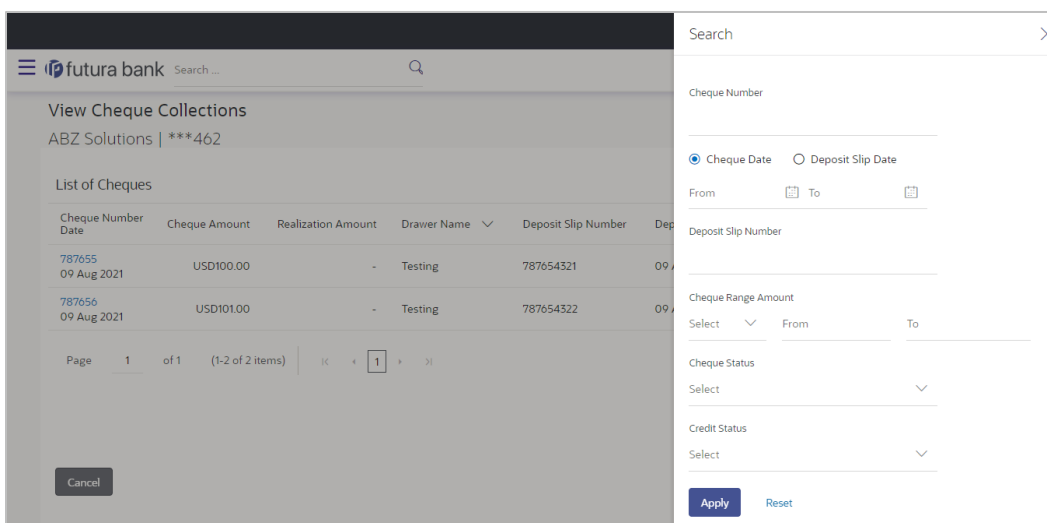 futura bank Search ...
View Cheque Collections
ABZ Solutions | ***462
List of Cheques
Cheque Number
Date
Cheque Amount
Realization Amount
Drawer Name
Deposit Slip Number
Dep
787655
09 Aug 2021
USD100.00
-
Testing
787654321
09
787656
09 Aug 2021
USD101.00
-
Testing
787654322
09
Page 1 of 1 (1-2 of 2 items) 1
Cancel
Search
Cheque Number
Cheque Date Deposit Slip Date
From To
Deposit Slip Number
Cheque Range Amount
Select From To
Cheque Status
Select
Credit Status
Select
Apply Reset